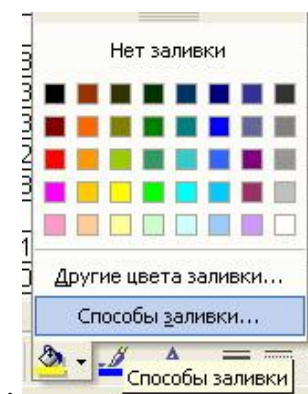 Нет заливки
Другие цвета заливки...
Способы заливки...
Способы заливки